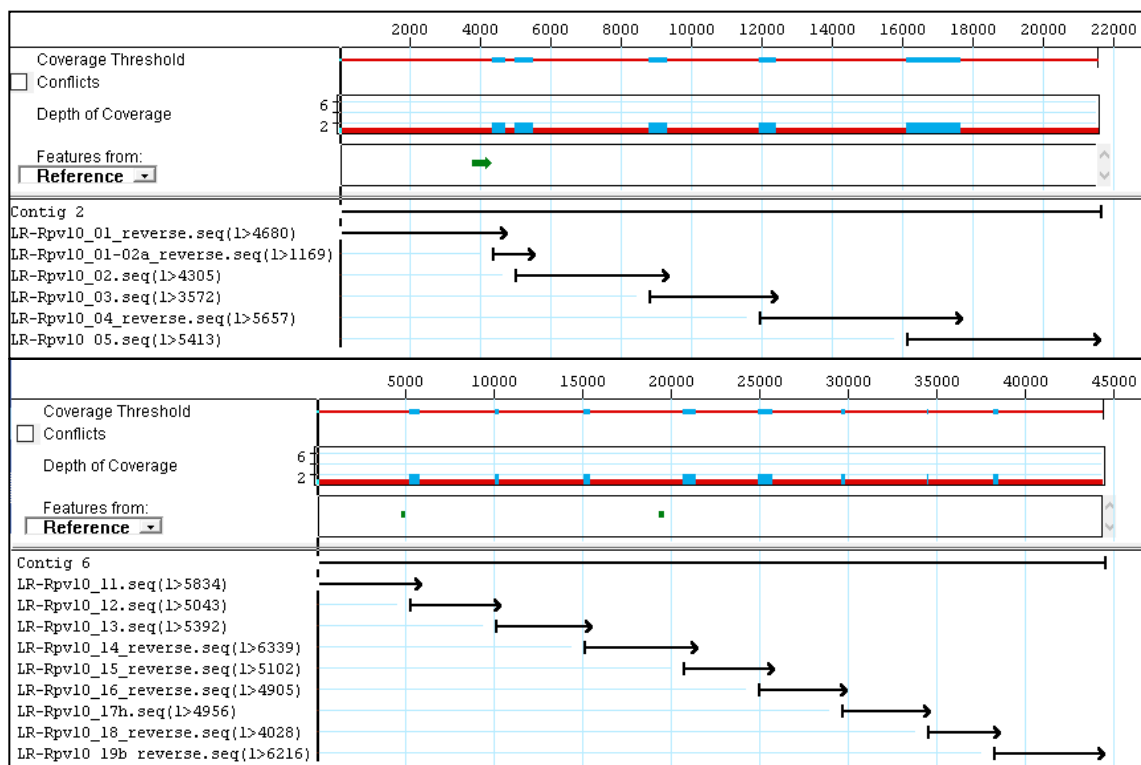 2000 4000 6000 8000 10000 12000 14000 16000 18000 20000 22000
Coverage Threshold
Conflicts
6
Depth of Coverage
2
Features from:
Reference
Contig 2
LR-Rpv10_01_reverse.seq(1>4680)
LR-Rpv10_01-02a_reverse.seq(1>1169)
LR-Rpv10_02.seq(1>4305)
LR-Rpv10_03.seq(1>3572)
LR-Rpv10_04_reverse.seq(1>5657)
LR-Rpv10 05.seq(1>5413)
5000 10000 15000 20000 25000 30000 35000 40000 45000
Coverage Threshold
Conflicts
6
Depth of Coverage
2
Features from:
Reference
Contig 6
LR-Rpv10_11.seq(1>5834)
LR-Rpv10_12.seq(1>5043)
LR-Rpv10_13.seq(1>5392)
LR-Rpv10_14_reverse.seq(1>6339)
LR-Rpv10_15_reverse.seq(1>5102)
LR-Rpv10_16_reverse.seq(1>4905)
LR-Rpv10_17h.seq(1>4956)
LR-Rpv10_18_reverse.seq(1>4028)
LR-Rpv10 19b reverse.seq(1>6216)